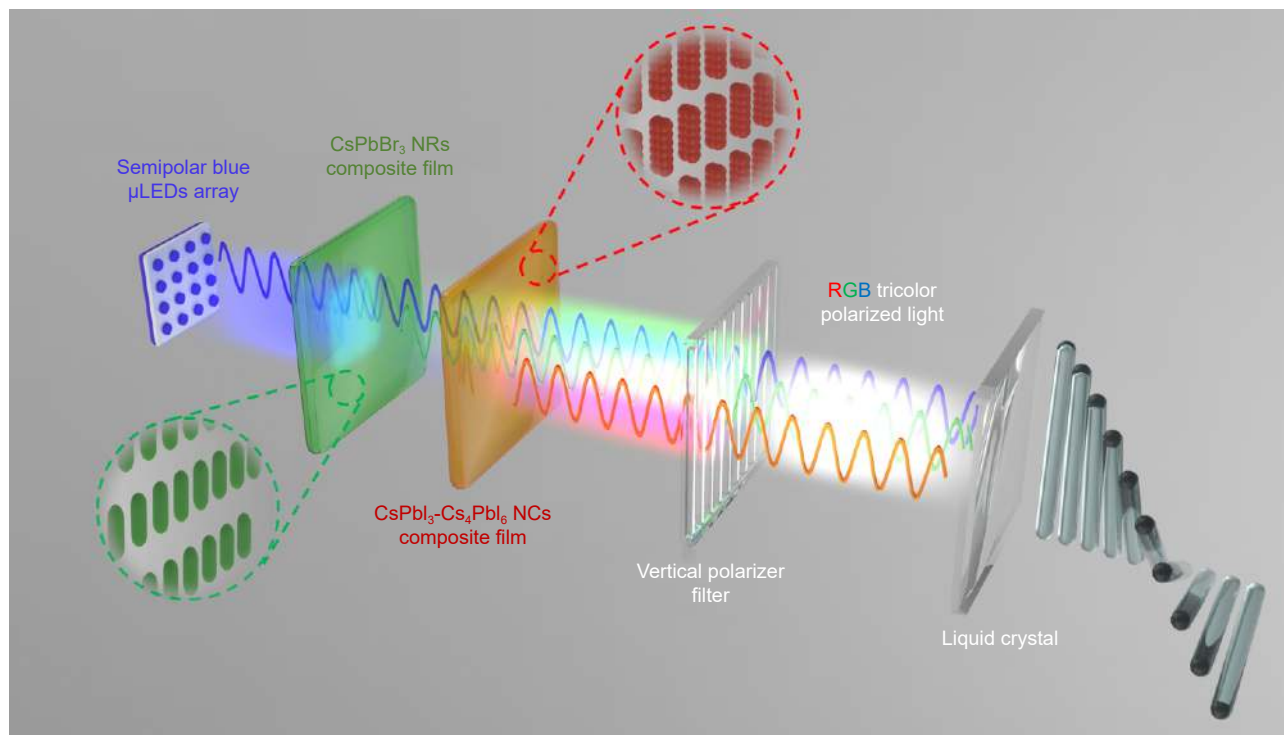 Semipolar blue
μLEDs array
CsPbBr₃ NRs
composite film
CsPbI₃-Cs₄PbI₆ NCs
composite film
RGB tricolor
polarized light
Vertical polarizer
filter
Liquid crystal